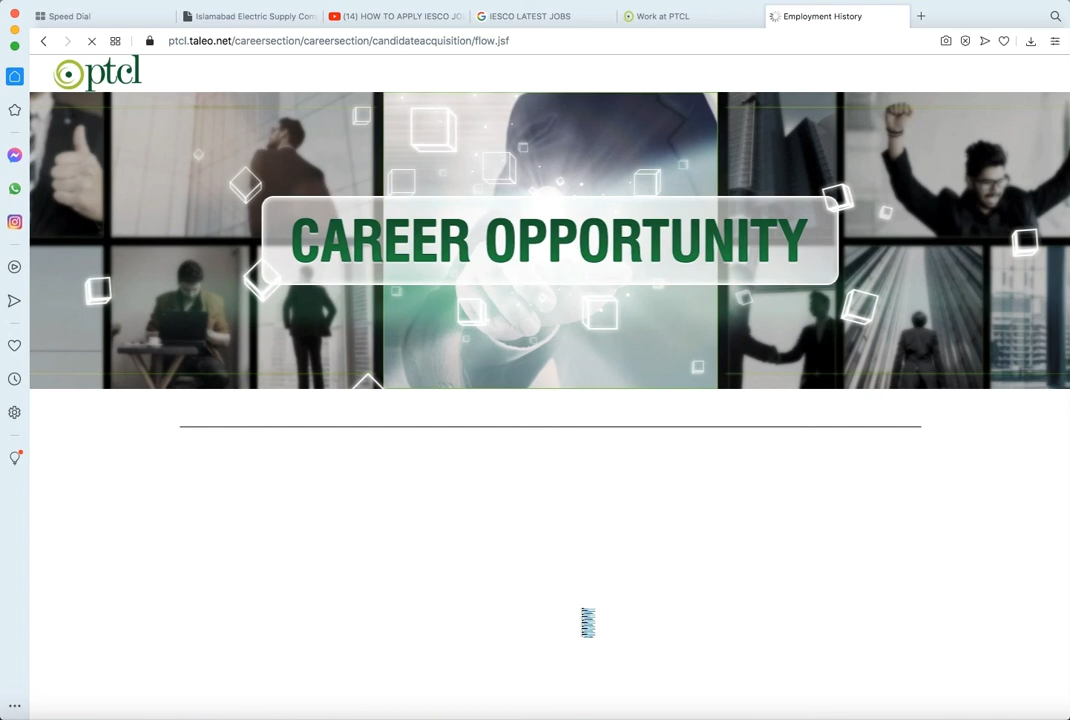 Speed Dial
Islamabad Electric Supply Com
(14) HOW TO APPLY IESCO JO
IESCO LATEST JOBS
Work at PTCL
Employment History
ptcl.taleo.net/careersection/careersection/candidateacquisition/flow.jsf
ptcl
CAREER OPPORTUNITY